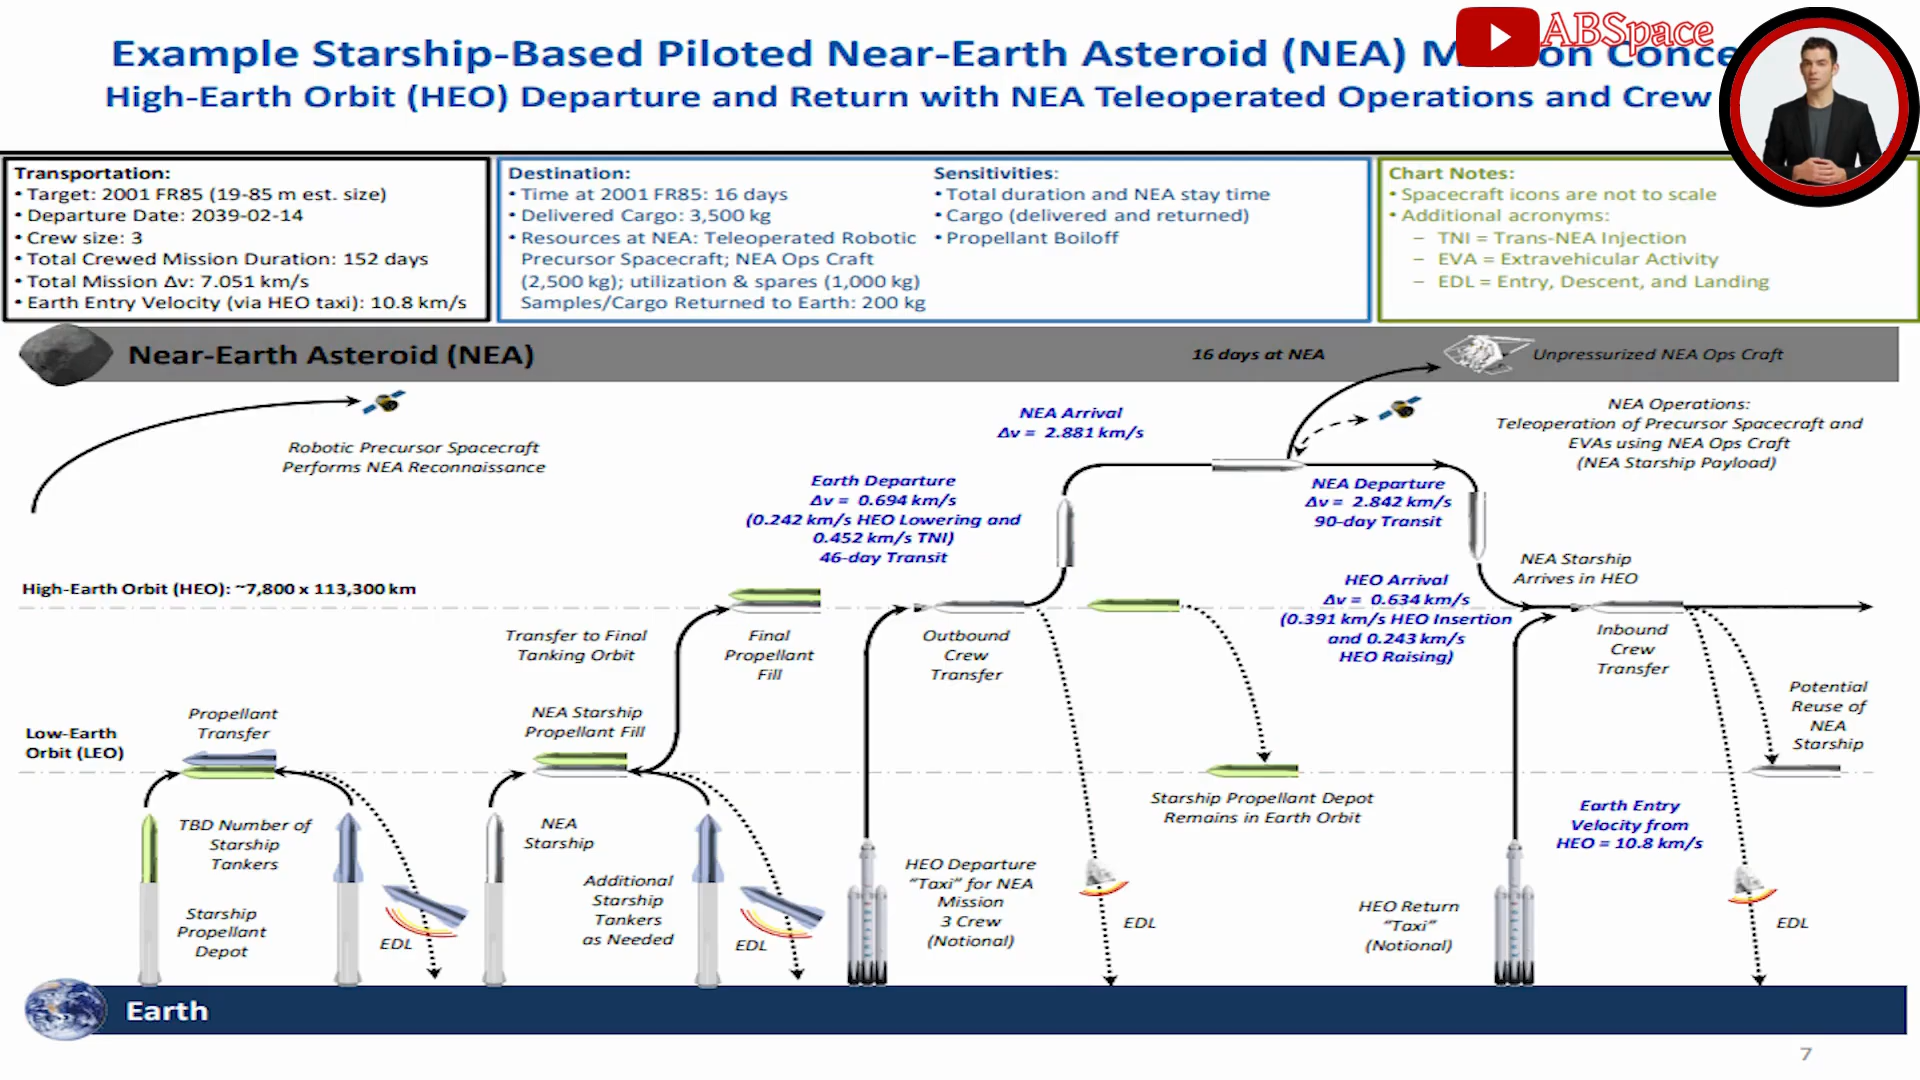 ABSpace
Example Starship-Based Piloted Near-Earth Asteroid (NEA)
High-Earth Orbit (HEO) Departure and Return with NEA Teleoperated Operations and Crew
Transportation:
• Target: 2001 FR85 (19-85 m est. size)
• Departure Date: 2039-02-14
• Crew size: 3
• Total Crewed Mission Duration: 152 days
• Total Mission Δv: 7.051 km/s
• Earth Entry Velocity (via HEO taxi): 10.8 km/s
Destination:
• Time at 2001 FR85: 16 days
• Delivered Cargo: 3,500 kg
• Resources at NEA: Teleoperated Robotic
Precursor Spacecraft; NEA Ops Craft
(2,500 kg); utilization & spares (1,000 kg)
Samples/Cargo Returned to Earth: 200 kg
Sensitivities:
• Total duration and NEA stay time
• Cargo (delivered and returned)
• Propellant Boiloff
Chart Notes:
• Spacecraft icons are not to scale
• Additional acronyms:
– TNI = Trans-NEA Injection
– EVA = Extravehicular Activity
– EDL = Entry, Descent, and Landing
Near-Earth Asteroid (NEA)
16 days at NEA
Unpressurized NEA Ops Craft
Robotic Precursor Spacecraft
Performs NEA Reconnaissance
NEA Arrival
Δv = 2.881 km/s
NEA Operations:
Teleoperation of Precursor Spacecraft and
EVAs using NEA Ops Craft
(NEA Starship Payload)
Earth Departure
Δv = 0.694 km/s
(0.242 km/s HEO Lowering and
0.452 km/s TNI)
46-day Transit
NEA Departure
Δv = 2.842 km/s
90-day Transit
High-Earth Orbit (HEO): ~7,800 x 113,300 km
NEA Starship
Arrives in HEO
HEO Arrival
Δv = 0.634 km/s
(0.391 km/s HEO Insertion
and 0.243 km/s
HEO Raising)
Transfer to Final
Tanking Orbit
Final
Propellant
Fill
Outbound
Crew
Transfer
Inbound
Crew
Transfer
Potential
Reuse of
NEA
Starship
Low-Earth
Orbit (LEO)
Propellant
Transfer
NEA Starship
Propellant Fill
Starship Propellant Depot
Remains in Earth Orbit
Earth Entry
Velocity from
HEO = 10.8 km/s
TBD Number of
Starship
Tankers
NEA
Starship
Starship
Propellant
Depot
EDL
Additional
Starship
Tankers
as Needed
EDL
HEO Departure
"Taxi" for NEA
Mission
3 Crew
(Notional)
EDL
HEO Return
"Taxi"
(Notional)
EDL
Earth
7